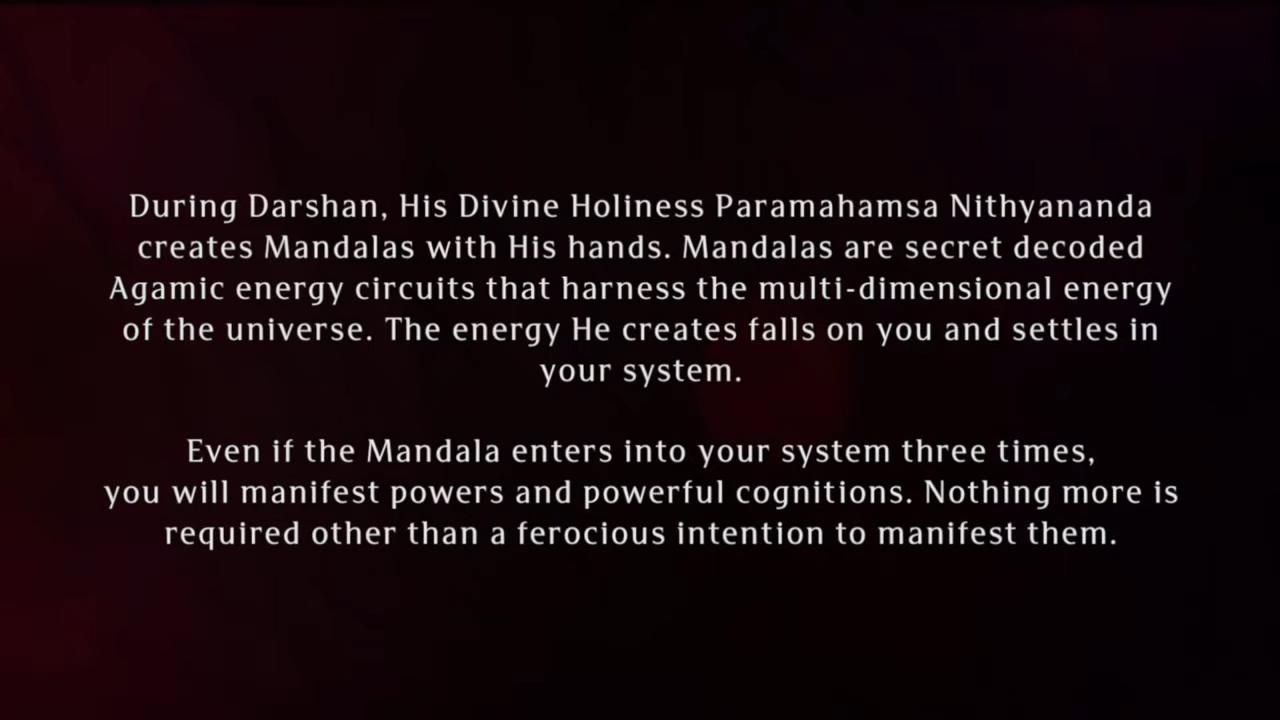 During Darshan, His Divine Holiness Paramahamsa Nithyananda
creates Mandalas with His hands. Mandalas are secret decoded
Agamic energy circuits that harness the multi-dimensional energy
of the universe. The energy He creates falls on you and settles in
your system.
Even if the Mandala enters into your system three times,
you will manifest powers and powerful cognitions. Nothing more is
required other than a ferocious intention to manifest them.